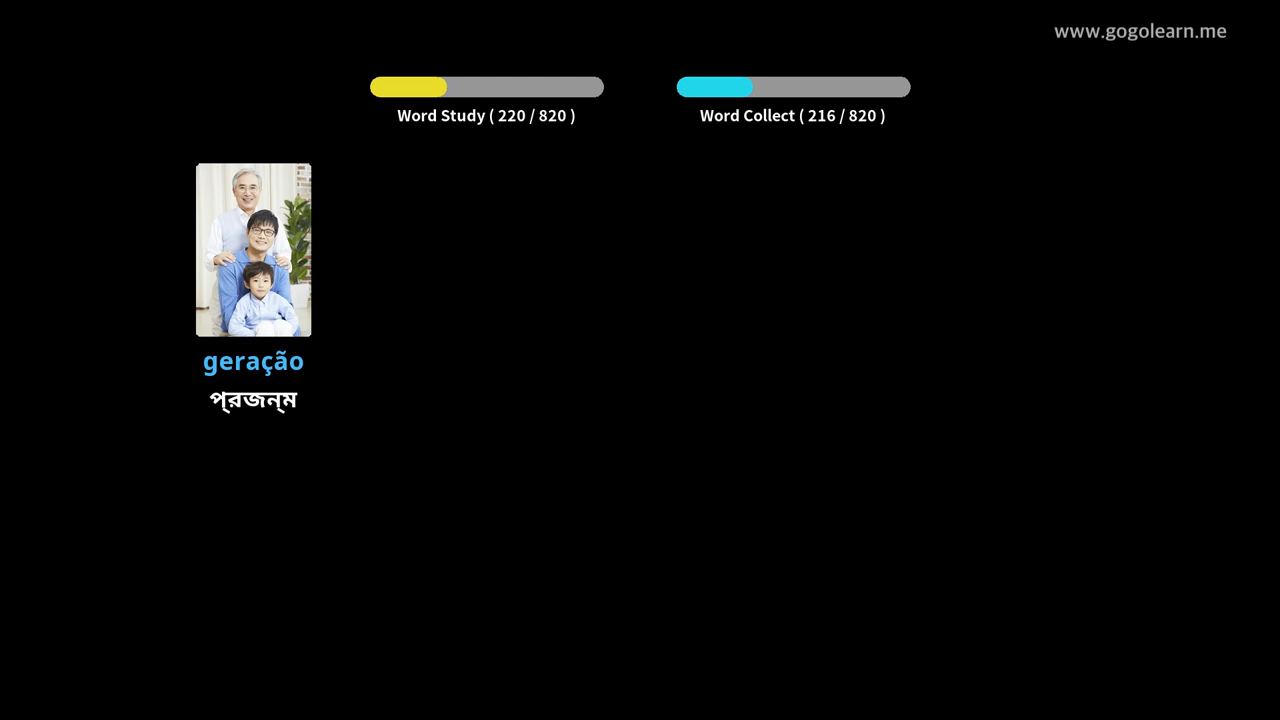 www.gogolearn.me
Word Study ( 220 / 820 )
Word Collect ( 216 / 820 )
geração
প্রজন্ম